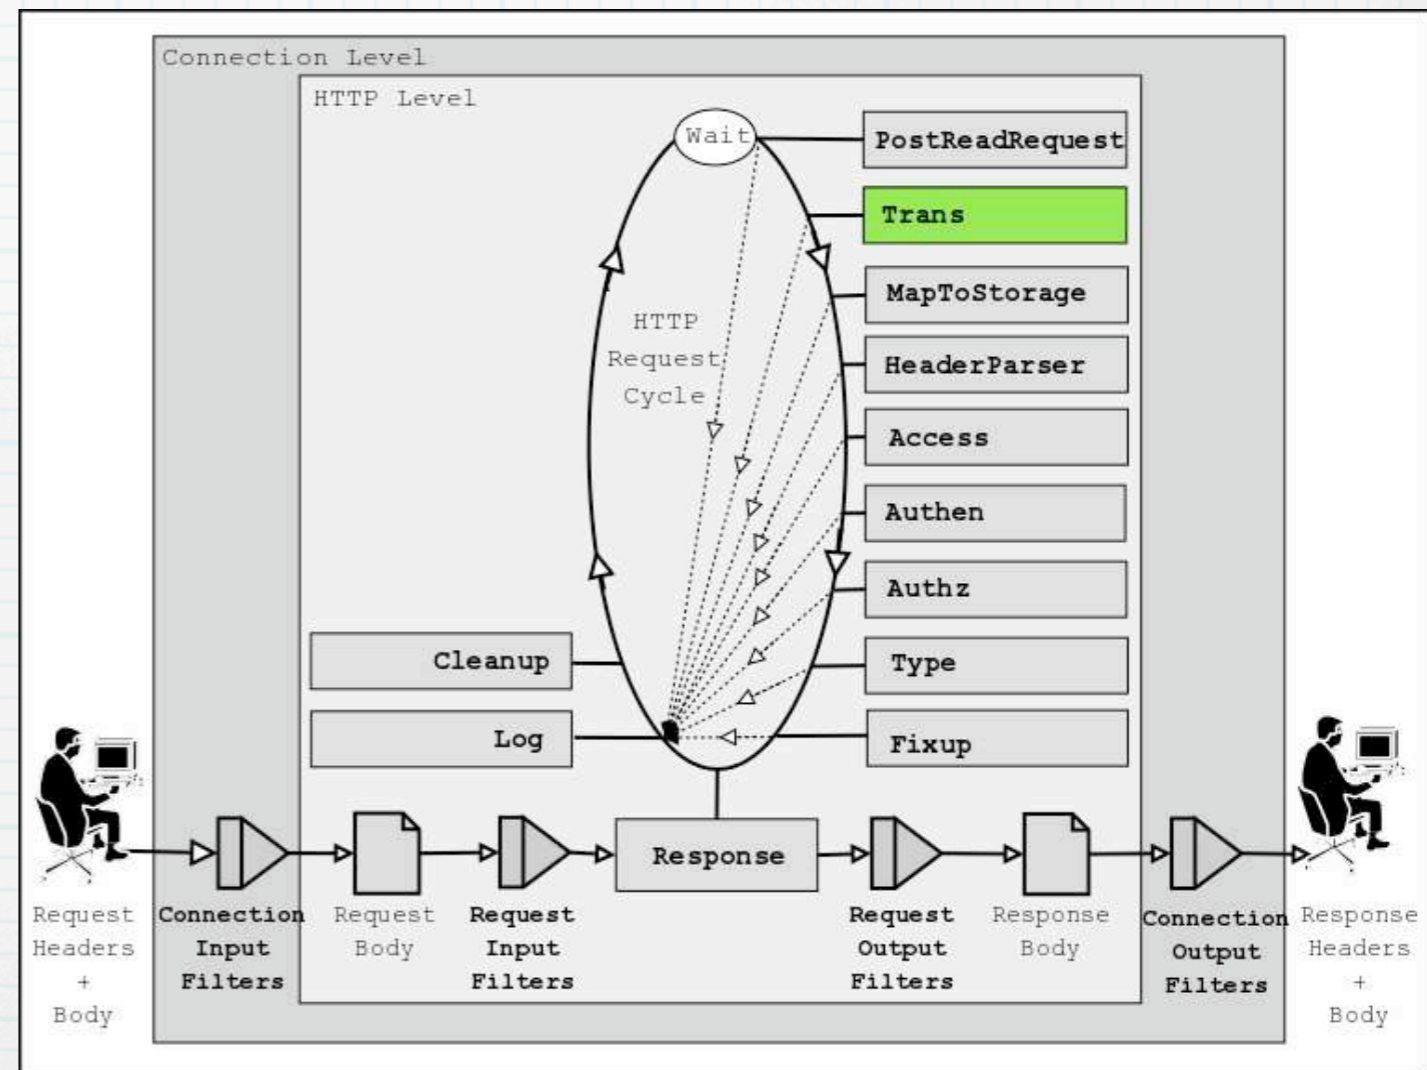 Connection Level
HTTP Level
Wait
PostReadRequest
Trans
MapToStorage
HTTP
Request
Cycle
HeaderParser
Access
Authen
Authz
Type
Cleanup
Fixup
Log
Response
Request
Headers
+
Body
Connection
Input
Filters
Request
Body
Request
Input
Filters
Request
Output
Filters
Response
Body
Connection
Output
Filters
Response
Headers
+
Body